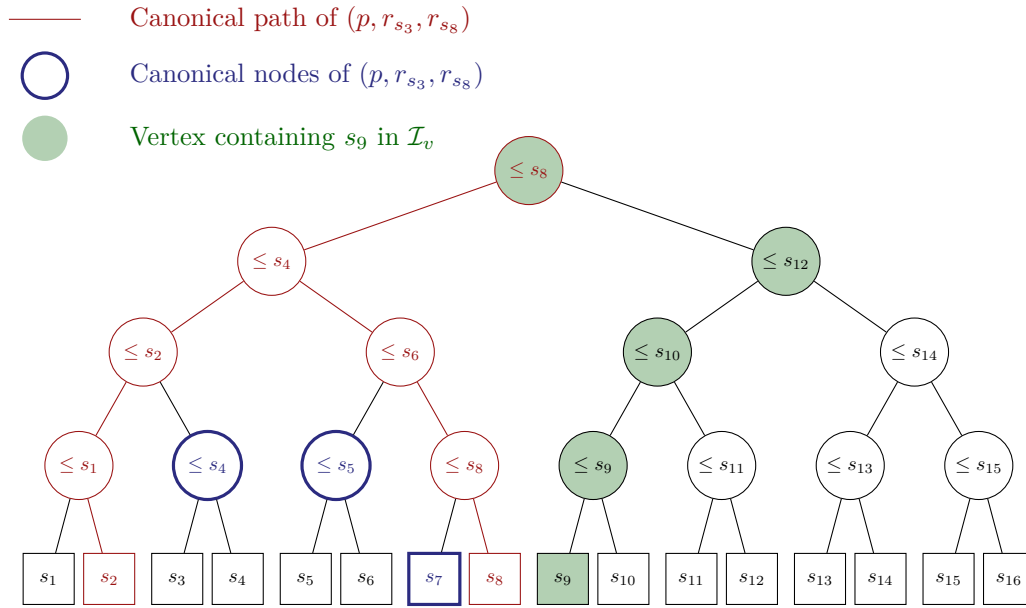 Canonical path of (p, r_{s_3}, r_{s_8})
Canonical nodes of (p, r_{s_3}, r_{s_8})
Vertex containing s_9 in \mathcal{I}_v
≤ s_8
≤ s_4 ≤ s_12
≤ s_2 ≤ s_6 ≤ s_10 ≤ s_14
≤ s_1 ≤ s_4 ≤ s_5 ≤ s_8 ≤ s_9 ≤ s_11 ≤ s_13 ≤ s_15
s_1 s_2 s_3 s_4 s_5 s_6 s_7 s_8 s_9 s_10 s_11 s_12 s_13 s_14 s_15 s_16